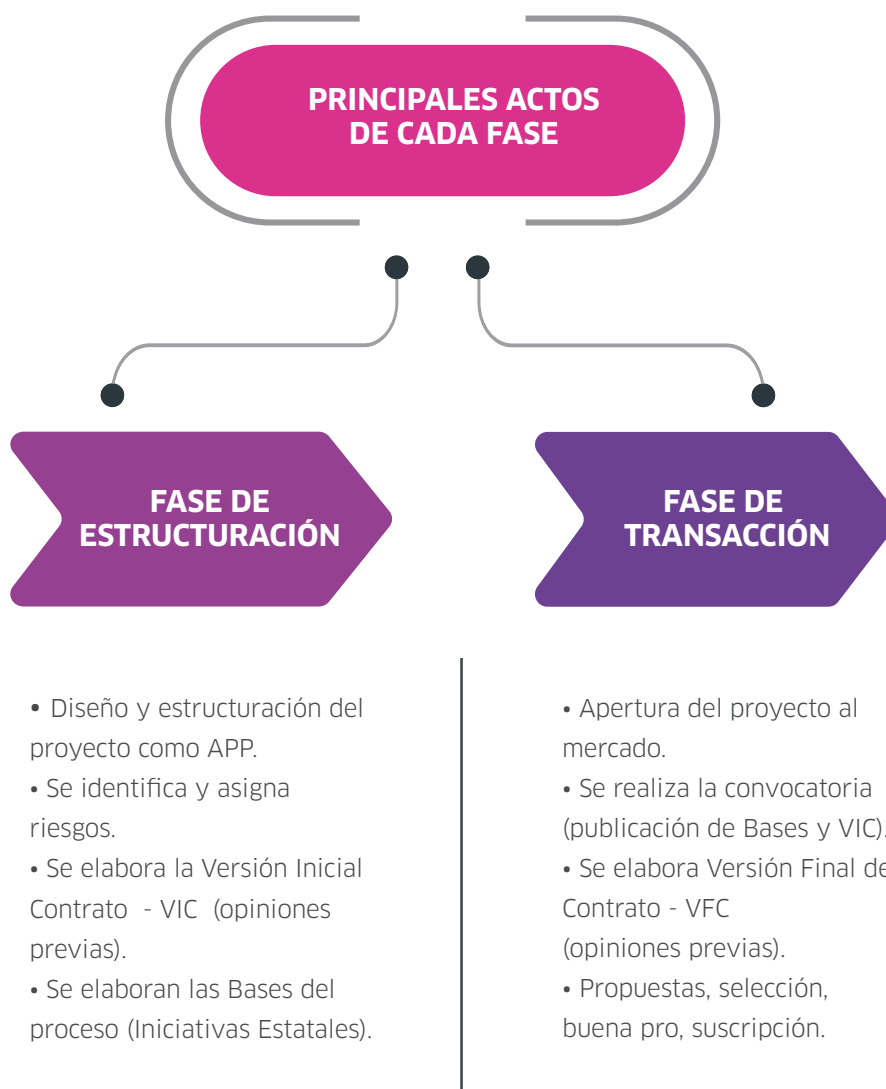 PRINCIPALES ACTOS
DE CADA FASE
FASE DE
ESTRUCTURACIÓN
• Diseño y estructuración del
proyecto como APP.
• Se identifica y asigna
riesgos.
• Se elabora la Versión Inicial
Contrato - VIC (opiniones
previas).
• Se elaboran las Bases del
proceso (Iniciativas Estatales).
FASE DE
TRANSACCIÓN
• Apertura del proyecto al
mercado.
• Se realiza la convocatoria
(publicación de Bases y VIC).
• Se elabora Versión Final de
Contrato - VFC
(opiniones previas).
• Propuestas, selección,
buena pro, suscripción.